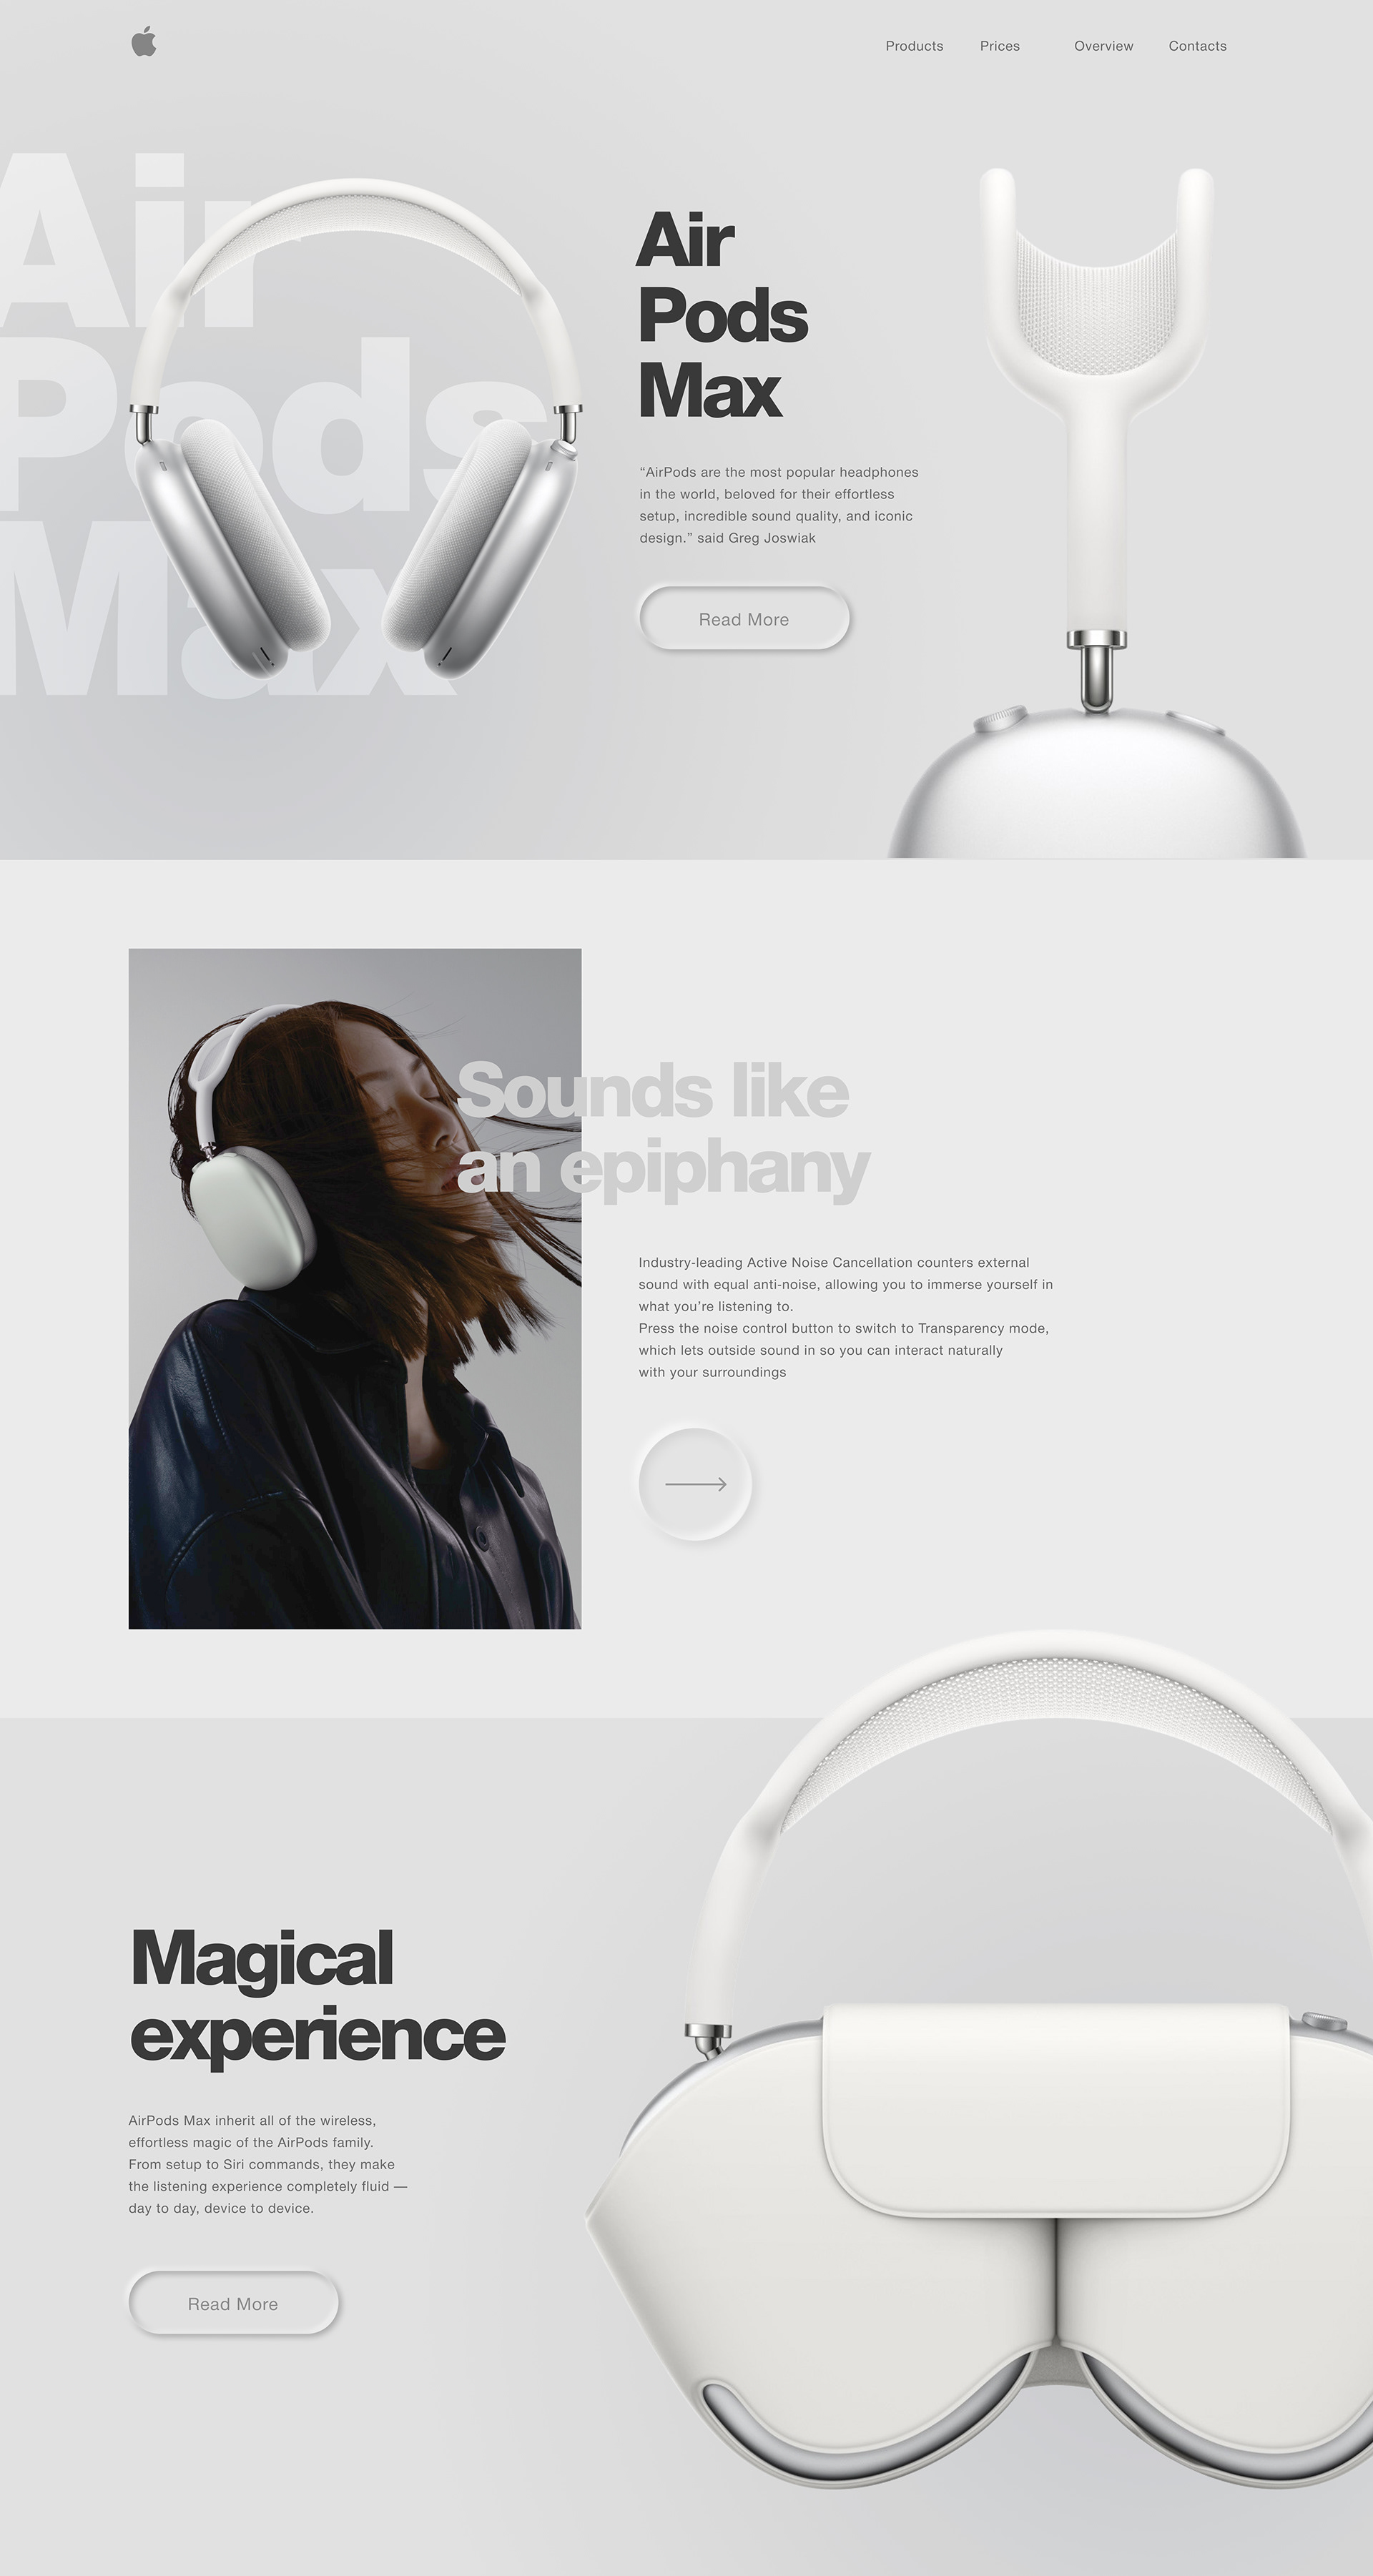 Products Prices Overview Contacts
Air
Pods
Max
Air
Pods
Max
“AirPods are the most popular headphones
in the world, beloved for their effortless
setup, incredible sound quality, and iconic
design.” said Greg Joswiak
Read More
Sounds like
an epiphany
Industry-leading Active Noise Cancellation counters external
sound with equal anti-noise, allowing you to immerse yourself in
what you’re listening to.
Press the noise control button to switch to Transparency mode,
which lets outside sound in so you can interact naturally
with your surroundings
Magical
experience
AirPods Max inherit all of the wireless,
effortless magic of the AirPods family.
From setup to Siri commands, they make
the listening experience completely fluid —
day to day, device to device.
Read More